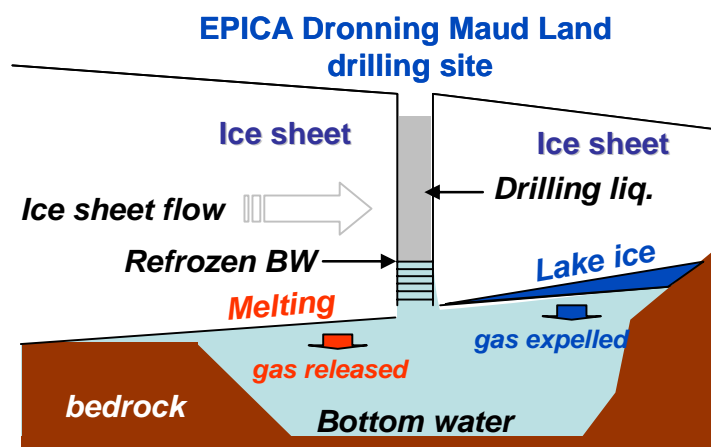 EPICA Dronning Maud Land
drilling site
Ice sheet
Ice sheet
Drilling liq.
Ice sheet flow
Refrozen BW
Lake ice
Melting
gas released
gas expelled
bedrock
Bottom water